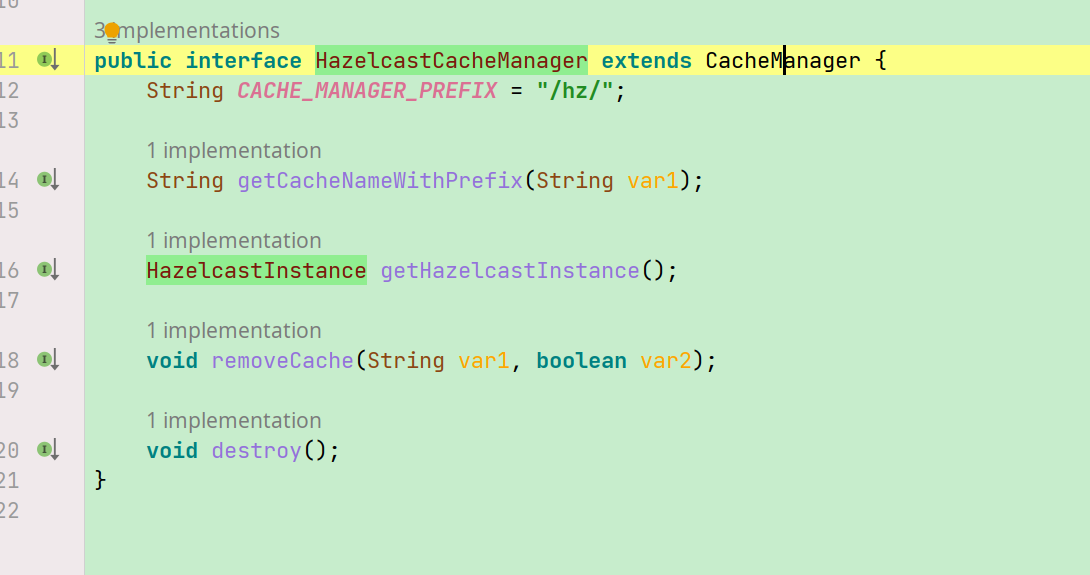 3 implementations
11 public interface HazelcastCacheManager extends CacheManager {
12 String CACHE_MANAGER_PREFIX = "/hz/";
13
1 implementation
14 String getCacheNameWithPrefix(String var1);
15
1 implementation
16 HazelcastInstance getHazelcastInstance();
17
1 implementation
18 void removeCache(String var1, boolean var2);
19
1 implementation
20 void destroy();
21 }
22